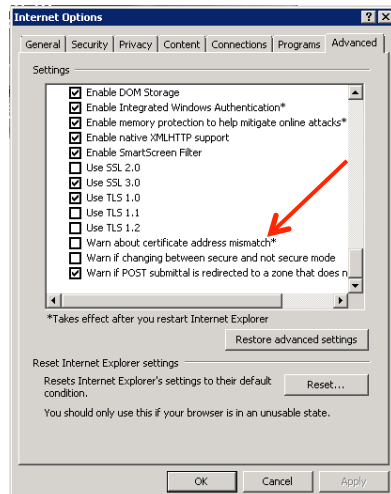 Internet Options
General Security Privacy Content Connections Programs Advanced
Settings
Enable DOM Storage
Enable Integrated Windows Authentication*
Enable memory protection to help mitigate online attacks*
Enable native XMLHTTP support
Enable SmartScreen Filter
Use SSL 2.0
Use SSL 3.0
Use TLS 1.0
Use TLS 1.1
Use TLS 1.2
Warn about certificate address mismatch*
Warn if changing between secure and not secure mode
Warn if POST submittal is redirected to a zone that does n
*Takes effect after you restart Internet Explorer
Restore advanced settings
Reset Internet Explorer settings
Resets Internet Explorer's settings to their default
condition.
Reset...
You should only use this if your browser is in an unusable state.
OK Cancel Apply